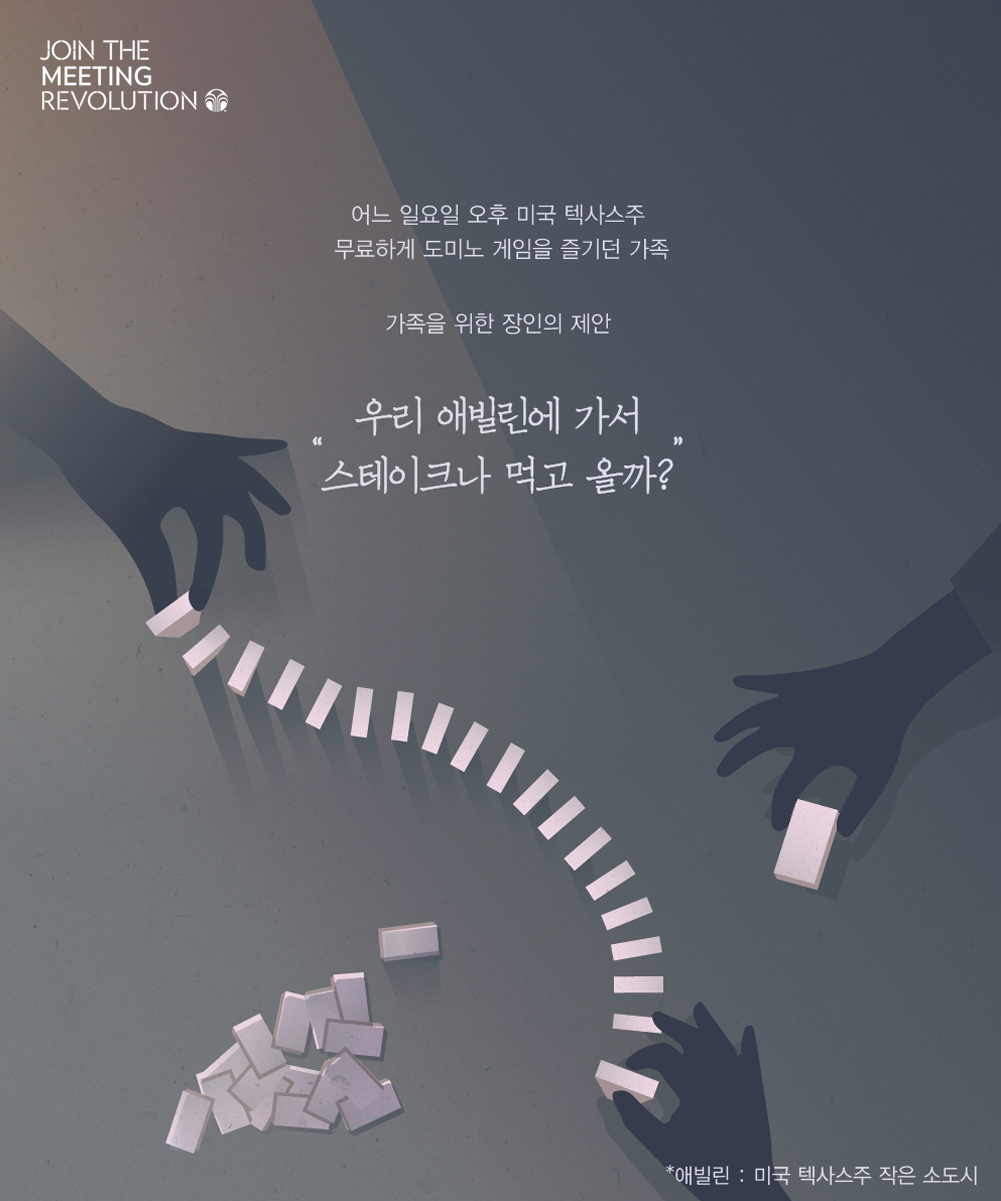 JOIN THE
MEETING
REVOLUTION
어느 일요일 오후 미국 텍사스주
무료하게 도미노 게임을 즐기던 가족
가족을 위한 장인의 제안
“우리 애빌린에 가서
스테이크나 먹고 올까?”
*애빌린 : 미국 텍사스주 작은 소도시